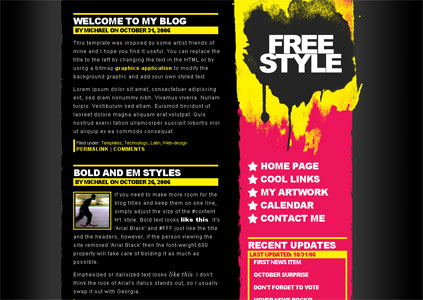 WELCOME TO MY BLOG
BY MICHAEL ON OCTOBER 31, 2006
This template was inspired by some artist friends of
mine and I hope you find it useful. You can replace the
title to the left by changing the text in the HTML or by
using a bitmap graphics application to modify the
background graphic and add your own styled text.
Lorem ipsum dolor sit amet, consectetuer adipiscing
elit, sed diam nonummy nibh. Vivamus viverra. Nullam
turpis. Vestibulum sed etiam. Euismod tincidunt ut
laoreet dolore magna aliquam erat volutpat. Quis
nostrud exerci tation ullamcorper suscipit lobortis nisl
ut aliquip ex ea commodo consequat.
Filed under: Templates, Technology, Latin, Web-design
PERMALINK | COMMENTS
BOLD AND EM STYLES
BY MICHAEL ON OCTOBER 26, 2006
If you need to make more room for the
blog titles and keep them on one line,
simply adjust the size of the #content
H1 style. Bold text looks like this. It's
'Arial Black' and #FFF just like the title
and the headers, however, if the person viewing the
site removed 'Arial Black' then the font-weight 600
property will take care of bolding it as much as
possible.
Emphesized or italisized text looks like this. I don't
think the look of Arial's italics stands out, so I usually
swap it out with Georgia.
FREE
STYLE
HOME PAGE
COOL LINKS
MY ARTWORK
CALENDAR
CONTACT ME
RECENT UPDATES
LAST UPDATED: 10/31/06
FIRST NEWS ITEM
OCTOBER SURPRISE
DON'T FORGET TO VOTE